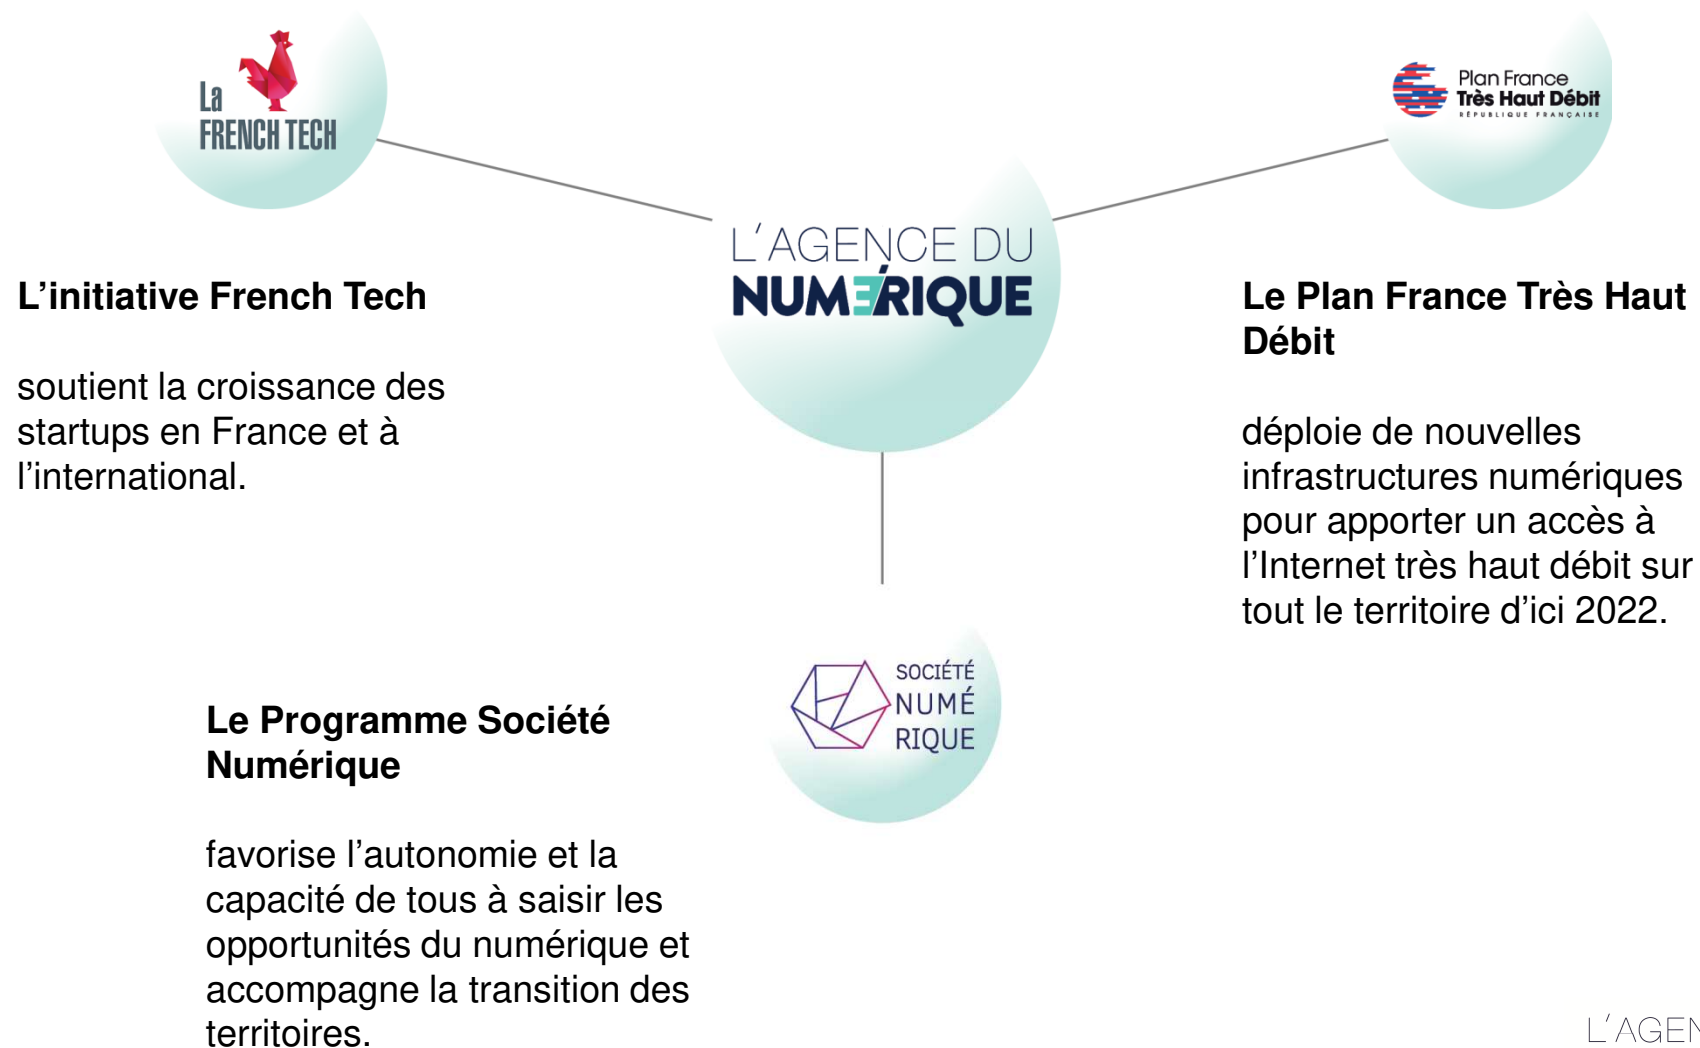 La
FRENCH TECH
Plan France
Très Haut Débit
RÉPUBLIQUE FRANÇAISE
L'AGENCE DU
NUMÉRIQUE
L’initiative French Tech
soutient la croissance des
startups en France et à
l’international.
Le Plan France Très Haut
Débit
déploie de nouvelles
infrastructures numériques
pour apporter un accès à
l’Internet très haut débit sur
tout le territoire d’ici 2022.
SOCIÉTÉ
NUMÉ
RIQUE
Le Programme Société
Numérique
favorise l’autonomie et la
capacité de tous à saisir les
opportunités du numérique et
accompagne la transition des
territoires.
L'AGEN